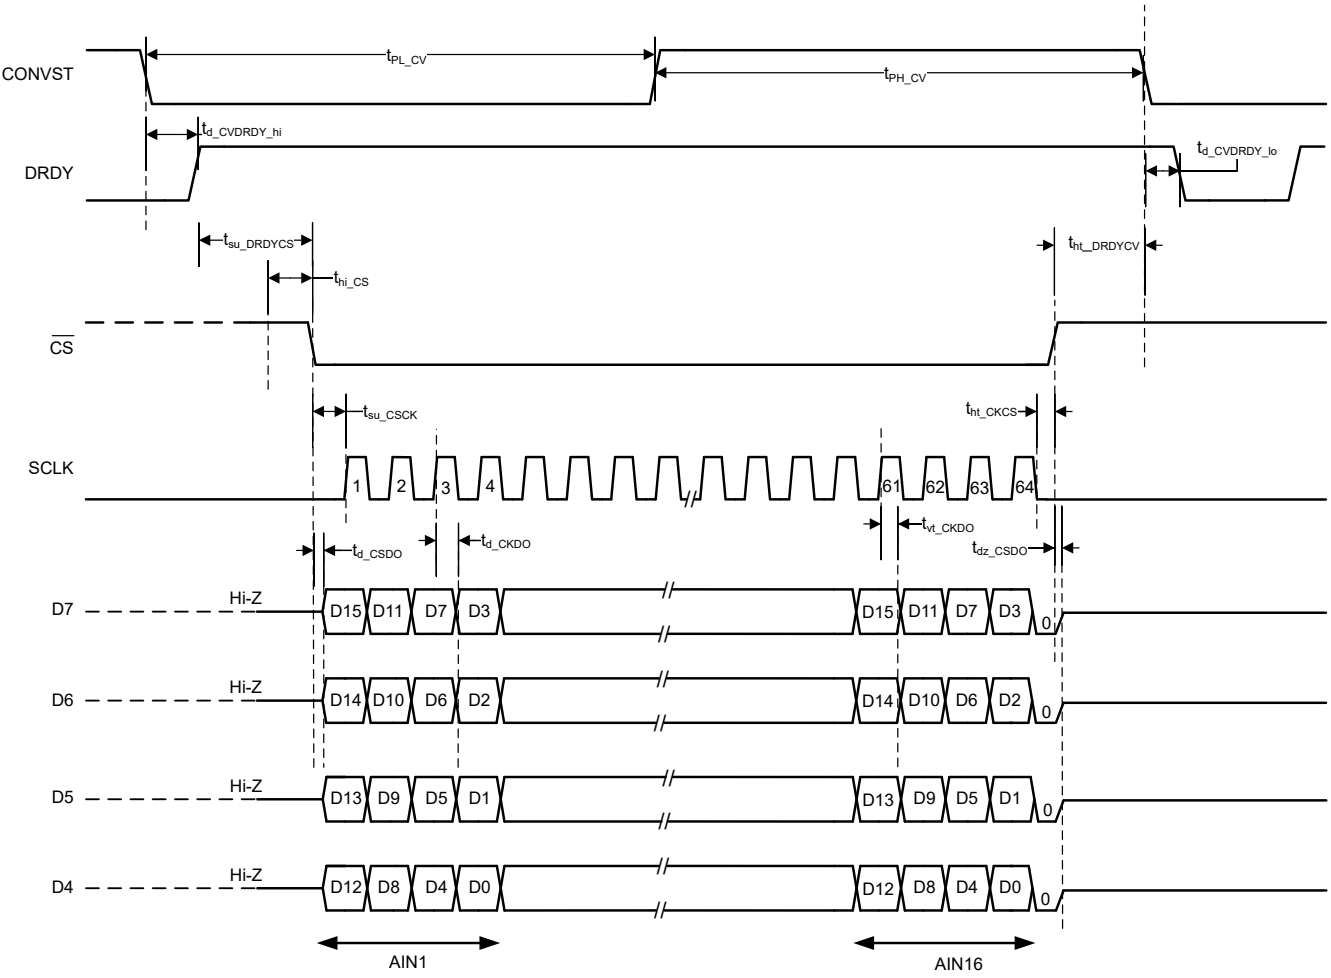 CONVST
t_PL_CV
t_PH_CV
t_d_CVDRDY_hi
t_d_CVDRDY_lo
DRDY
t_su_DRDYCS
t_ht_DRDYCV
t_hi_CS
CS
t_su_CSCK
t_ht_CKCS
SCLK
1 2 3 4 61 62 63 64
t_d_CSDO
t_d_CKDO
t_vt_CKDO
t_dz_CSDO
D7 Hi-Z D15 D11 D7 D3 D15 D11 D7 D3 0
D6 Hi-Z D14 D10 D6 D2 D14 D10 D6 D2 0
D5 Hi-Z D13 D9 D5 D1 D13 D9 D5 D1 0
D4 Hi-Z D12 D8 D4 D0 D12 D8 D4 D0 0
AIN1 AIN16